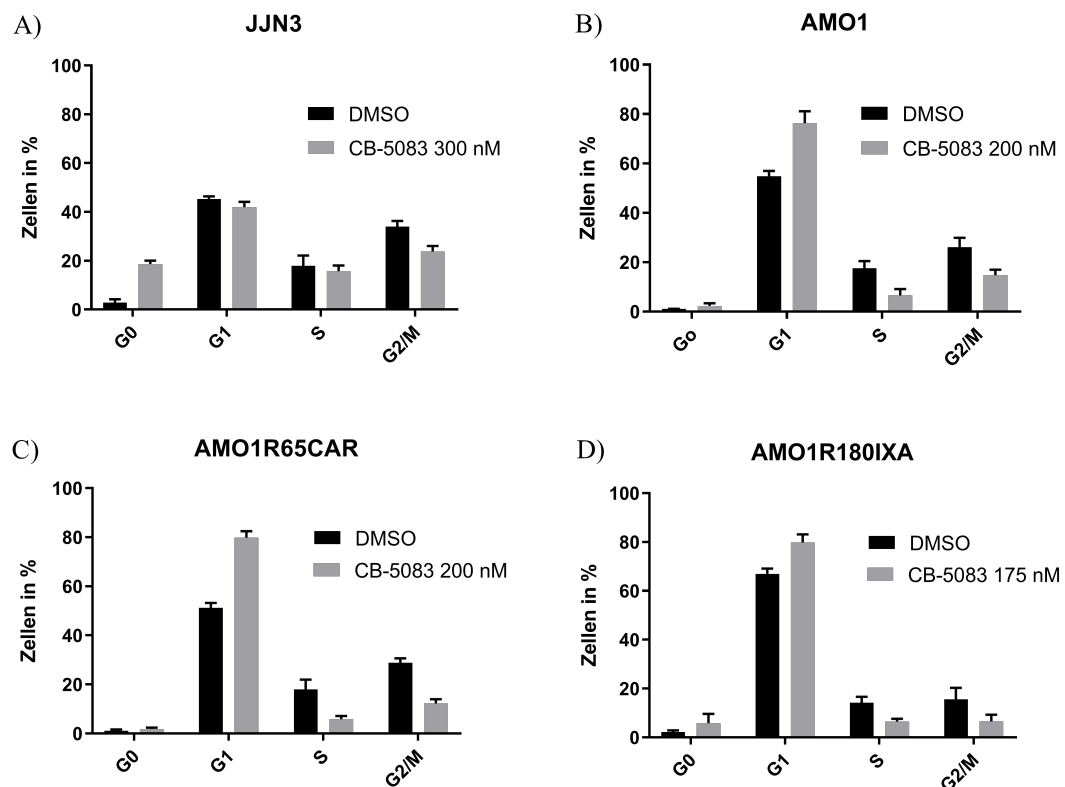 A)
JJN3
Zellen in %
100
80
60
40
20
0
DMSO
CB-5083 300 nM
G0
G1
S
G2/M
B)
AMO1
Zellen in %
100
80
60
40
20
0
DMSO
CB-5083 200 nM
Go
G1
S
G2/M
C)
AMO1R65CAR
Zellen in %
100
80
60
40
20
0
DMSO
CB-5083 200 nM
G0
G1
S
G2/M
D)
AMO1R180IXA
Zellen in %
100
80
60
40
20
0
DMSO
CB-5083 175 nM
G0
G1
S
G2/M